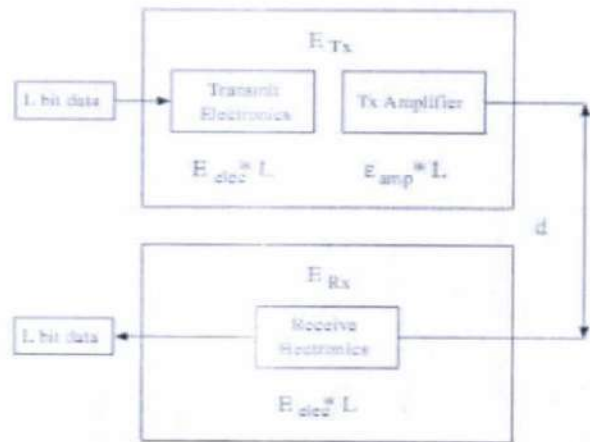 E Tx
L bit data
Transmit
Electronics
Tx Amplifier
E elec * L
ε amp * L
d
E Rx
L bit data
Receive
Electronics
E elec * L